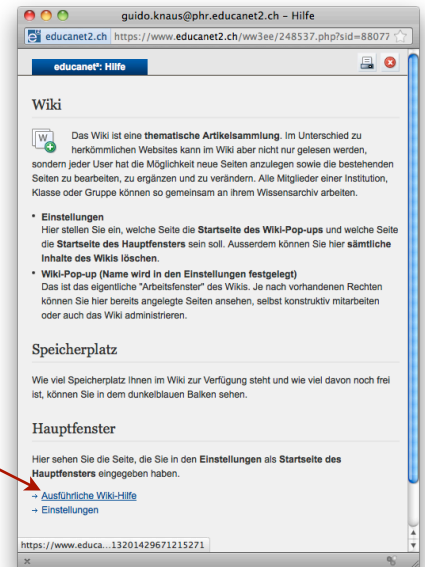 guido.knaus@phr.educanet2.ch – Hilfe
educanet2.ch https://www.educanet2.ch/ww3ee/248537.php?sid=88077
educanet²: Hilfe
Wiki
Das Wiki ist eine thematische Artikelsammlung. Im Unterschied zu
herkömmlichen Websites kann im Wiki aber nicht nur gelesen werden,
sondern jeder User hat die Möglichkeit neue Seiten anzulegen sowie die bestehenden
Seiten zu bearbeiten, zu ergänzen und zu verändern. Alle Mitglieder einer Institution,
Klasse oder Gruppe können so gemeinsam an ihrem Wissensarchiv arbeiten.
• Einstellungen
Hier stellen Sie ein, welche Seite die Startseite des Wiki-Pop-ups und welche Seite
die Startseite des Hauptfensters sein soll. Ausserdem können Sie hier sämtliche
Inhalte des Wikis löschen.
• Wiki-Pop-up (Name wird in den Einstellungen festgelegt)
Das ist das eigentliche "Arbeitsfenster" des Wikis. Je nach vorhandenen Rechten
können Sie hier bereits angelegte Seiten ansehen, selbst konstruktiv mitarbeiten
oder auch das Wiki administrieren.
Speicherplatz
Wie viel Speicherplatz Ihnen im Wiki zur Verfügung steht und wie viel davon noch frei
ist, können Sie in dem dunkelblauen Balken sehen.
Hauptfenster
Hier sehen Sie die Seite, die Sie in den Einstellungen als Startseite des
Hauptfensters eingegeben haben.
→ Ausführliche Wiki-Hilfe
→ Einstellungen
https://www.educa...13201429671215271